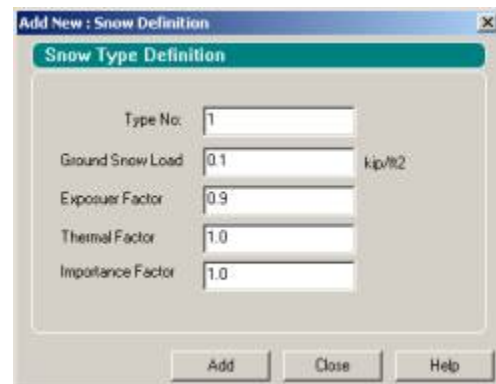 Add New : Snow Definition
Snow Type Definition
Type No: 1
Ground Snow Load 0.1 kip/ft2
Exposuer Factor 0.9
Thermal Factor 1.0
Importance Factor 1.0
Add Close Help